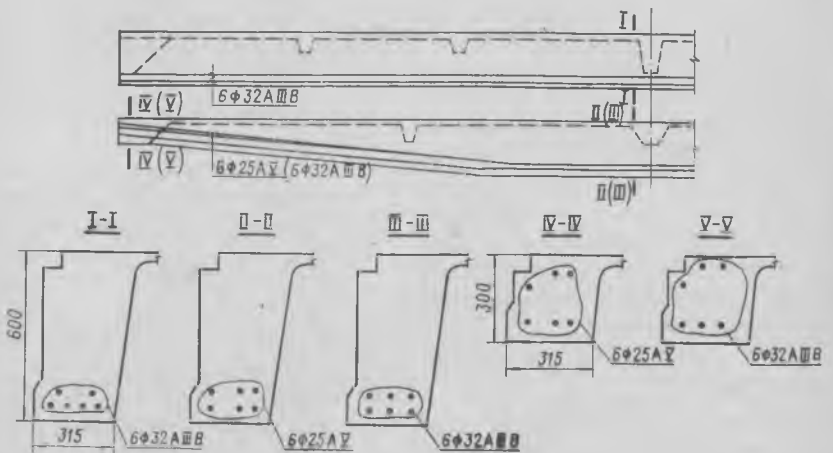 I
6ϕ32AⅢB
Ⅳ(Ⅴ)
Ⅱ(Ⅲ)
I
Ⅳ(Ⅴ)
6ϕ25AⅤ(6ϕ32AⅢB)
Ⅱ(Ⅲ)
I-I
Ⅱ-Ⅱ
Ⅲ-Ⅲ
Ⅳ-Ⅳ
Ⅴ-Ⅴ
600
300
315
6ϕ25AⅤ
6ϕ32AⅢB
315
6ϕ32AⅢB
6ϕ25AⅤ
6ϕ32AⅢB